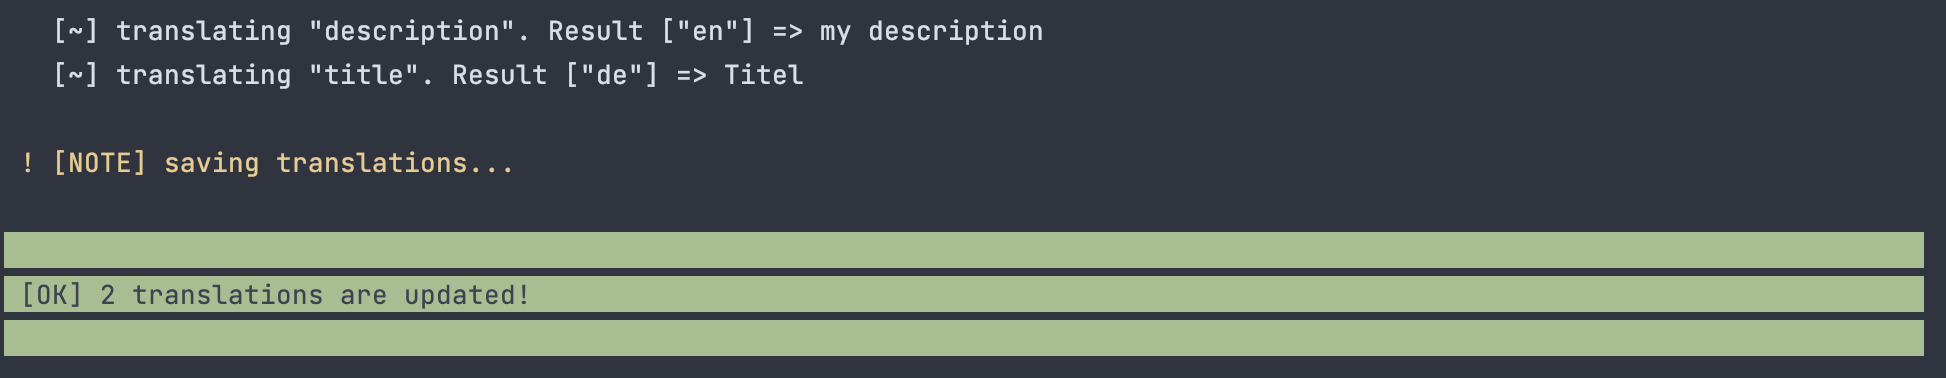 [~] translating "description". Result ["en"] => my description
[~] translating "title". Result ["de"] => Titel
! [NOTE] saving translations...
[OK] 2 translations are updated!